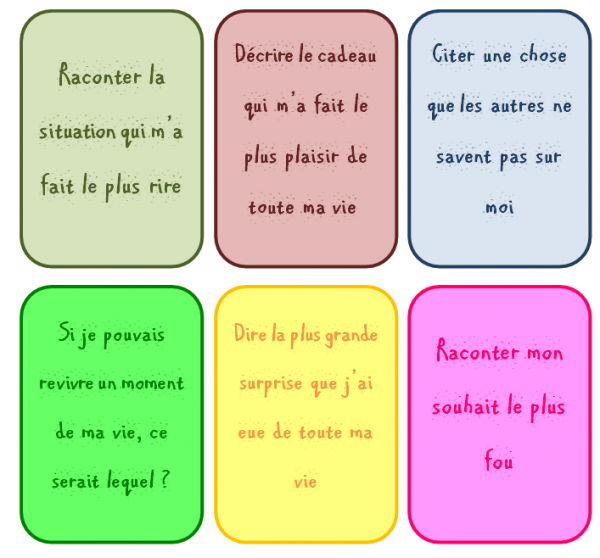 Raconter la
situation qui m'a
fait le plus rire
Décrire le cadeau
qui m'a fait le
plus plaisir de
toute ma vie
Citer une chose
que les autres ne
savent pas sur
moi
Si je pouvais
revivre un moment
de ma vie, ce
serait lequel ?
Dire la plus grande
surprise que j'ai
eue de toute ma
vie
Raconter mon
souhait le plus
fou